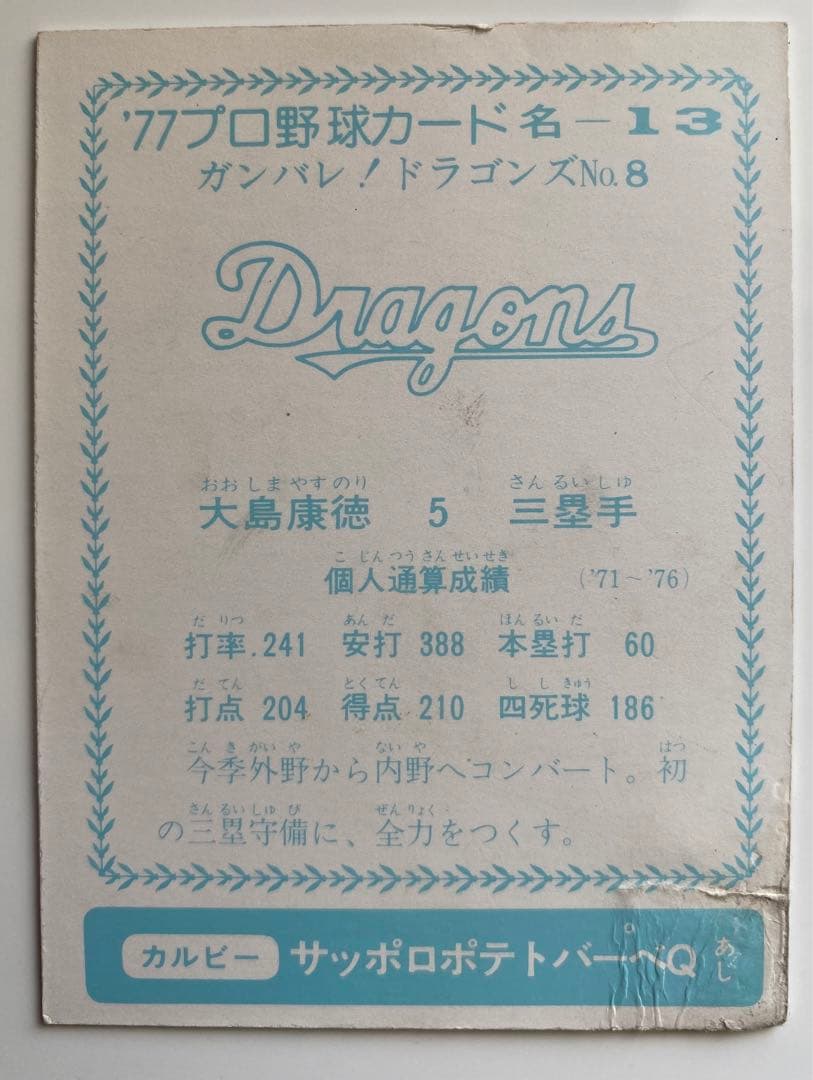 '77プロ野球カード 名－13
ガンバレ！ドラゴンズNo.8
Dragons
おおしまやすのり さんるいしゅ
大島康徳 5 三塁手
こじんつうさんせいせき
個人通算成績 ('71～'76)
だりつ あんだ ほんるいだ
打率.241 安打 388 本塁打 60
だてん とくてん ししきゅう
打点 204 得点 210 四死球 186
こんきがいや ないや はつ
今季外野から内野へコンバート。初
さんるいしゅび ぜんりょく
の三塁守備に、全力をつくす。
カルビー サッポロポテトバーべQ あじ